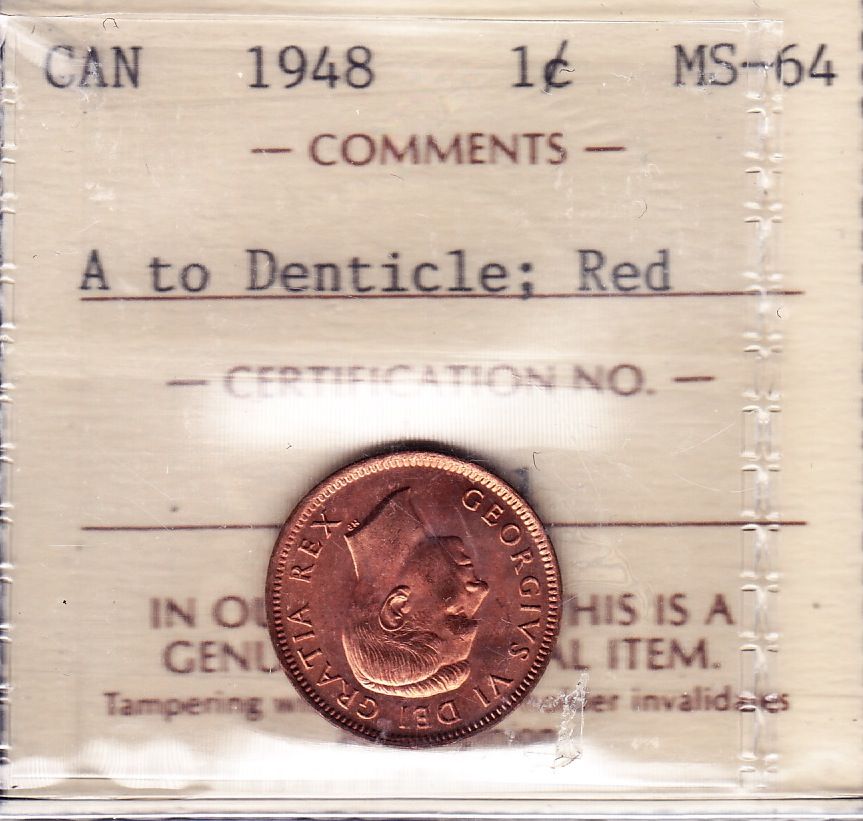 CAN 1948 1¢ MS-64
— COMMENTS —
A to Denticle; Red
— CERTIFICATION NO. —
IN HIS IS A
GENU AL ITEM.
Tampering invalidates
GEORGIVS VI DEI GRATIA REX